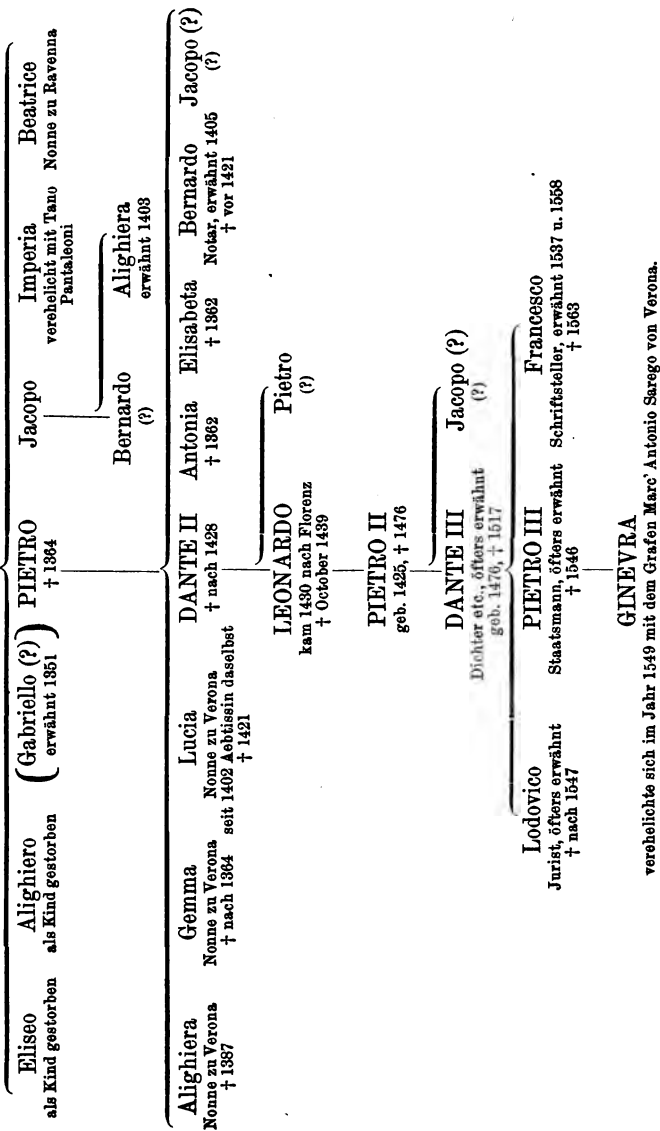 Eliseo
als Kind gestorben
Alighiero
als Kind gestorben
(Gabriello (?))
erwähnt 1351
PIETRO
† 1364
Jacopo
Imperia
verehelicht mit Tano
Pantaleoni
Beatrice
Nonne zu Ravenna
Bernardo
(?)
Alighiera
erwähnt 1403
Alighiera
Nonne zu Verona
† 1387
Gemma
Nonne zu Verona
† nach 1364
Lucia
Nonne zu Verona
seit 1402 Aebtissin daselbst
† 1421
DANTE II
† nach 1428
Antonia
† 1362
Elisabeta
† 1362
Bernardo
Notar, erwähnt 1405
† vor 1421
Jacopo (?)
(?)
LEONARDO
kam 1430 nach Florenz
† October 1439
Pietro
(?)
PIETRO II
geb. 1425, † 1476
DANTE III
Dichter etc., öfters erwähnt
geb. 1476, † 1517
Jacopo (?)
(?)
Lodovico
Jurist, öfters erwähnt
† nach 1547
PIETRO III
Staatsmann, öfters erwähnt
† 1546
Francesco
Schriftsteller, erwähnt 1537 u. 1558
† 1563
GINEVRA
verehelichte sich im Jahr 1549 mit dem Grafen Marc' Antonio Sarego von Verona.